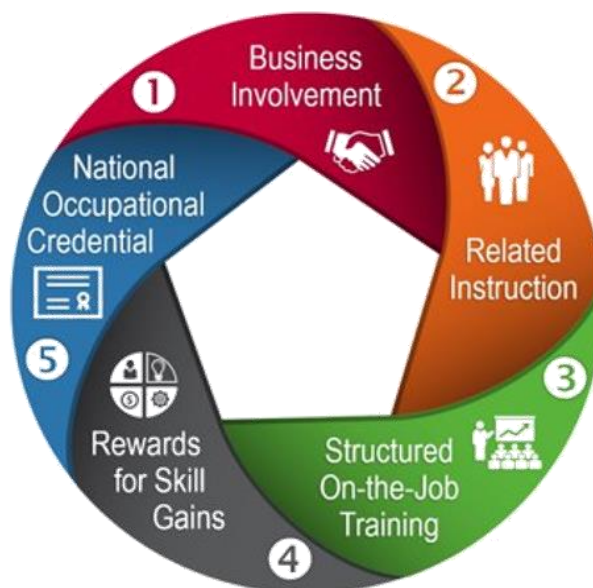 1
Business
Involvement
2
Related
Instruction
3
Structured
On-the-Job
Training
4
Rewards
for Skill
Gains
5
National
Occupational
Credential
$